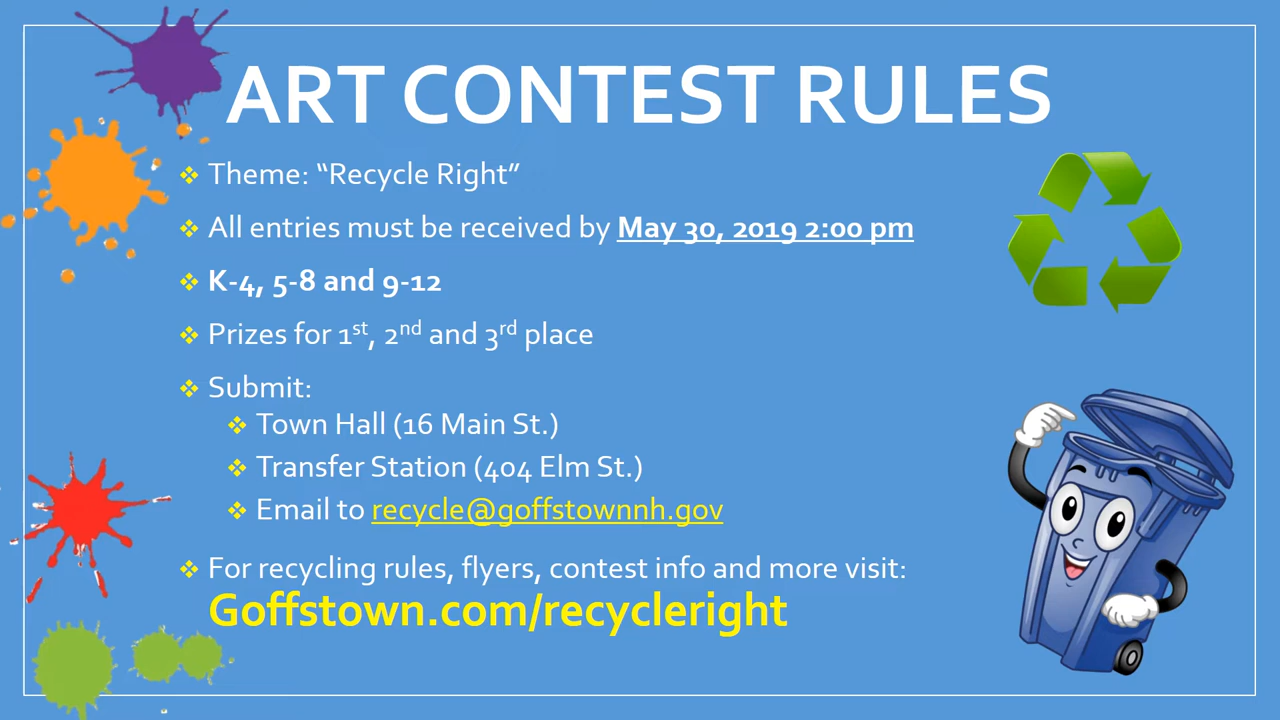 ART CONTEST RULES
Theme: “Recycle Right”
All entries must be received by May 30, 2019 2:00 pm
K-4, 5-8 and 9-12
Prizes for 1st, 2nd and 3rd place
Submit:
Town Hall (16 Main St.)
Transfer Station (404 Elm St.)
Email to recycle@goffstownnh.gov
For recycling rules, flyers, contest info and more visit:
Goffstown.com/recycleright